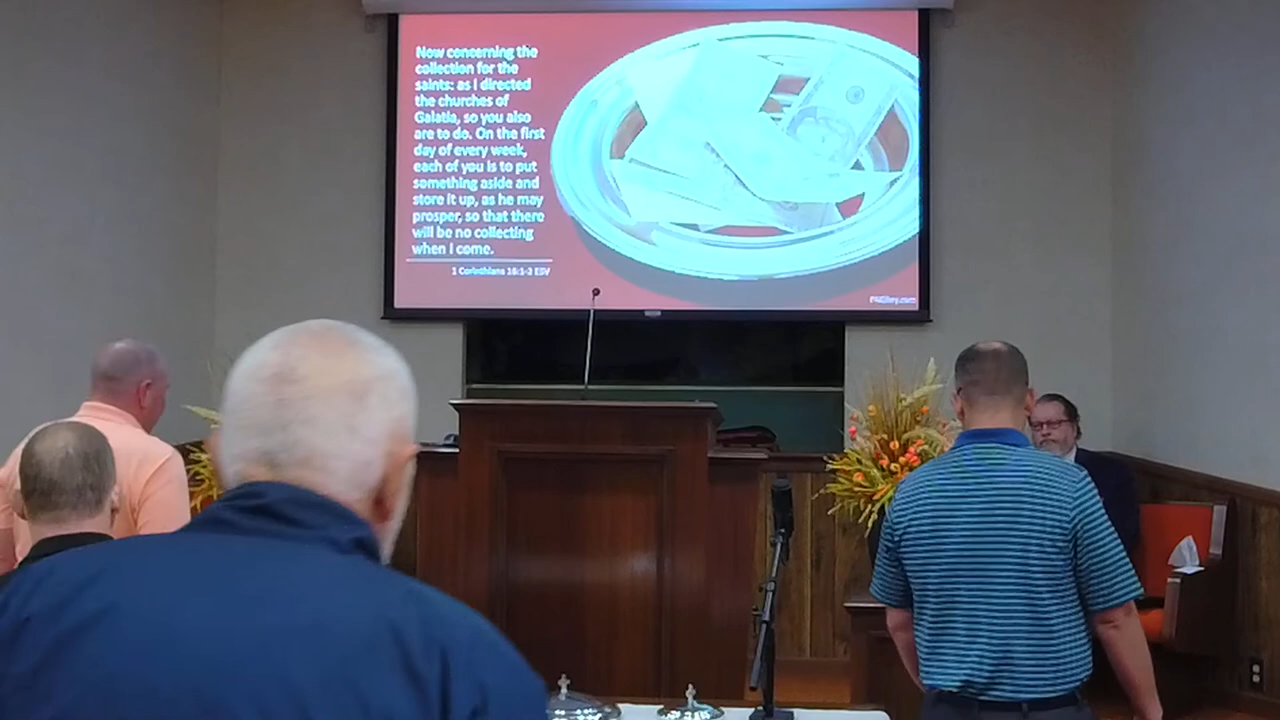 Now concerning the
collection for the
saints: as I directed
the churches of
Galatia, so you also
are to do. On the first
day of every week,
each of you is to put
something aside and
store it up, as he may
prosper, so that there
will be no collecting
when I come.
1 Corinthians 16:1-2 ESV